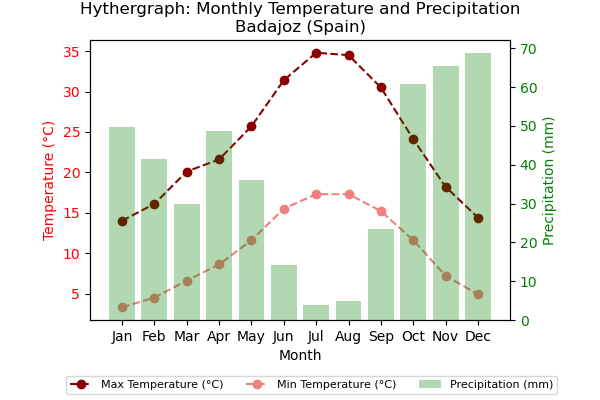 Hythergraph: Monthly Temperature and Precipitation
Badajoz (Spain)
Temperature (°C)
35
30
25
20
15
10
5
Precipitation (mm)
70
60
50
40
30
20
10
0
Jan Feb Mar Apr May Jun Jul Aug Sep Oct Nov Dec
Month
Max Temperature (°C) Min Temperature (°C) Precipitation (mm)